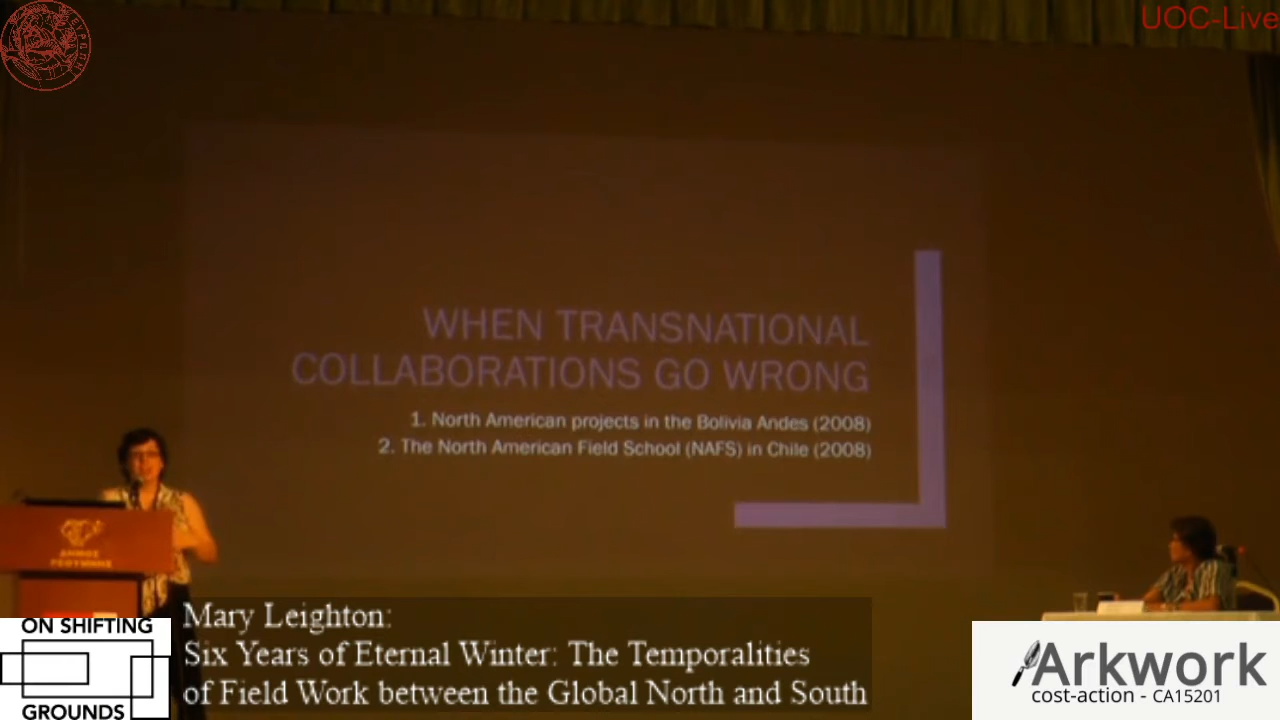 UOC-Live
WHEN TRANSNATIONAL
COLLABORATIONS GO WRONG
1. North American projects in the Bolivia Andes (2008)
2. The North American Field School (NAFS) in Chile (2008)
ΔΗΜΟΣ
ΡΕΘΥΜΝΗΣ
Mary Leighton:
Six Years of Eternal Winter: The Temporalities
of Field Work between the Global North and South
ON SHIFTING
GROUNDS
Arkwork
cost-action - CA15201